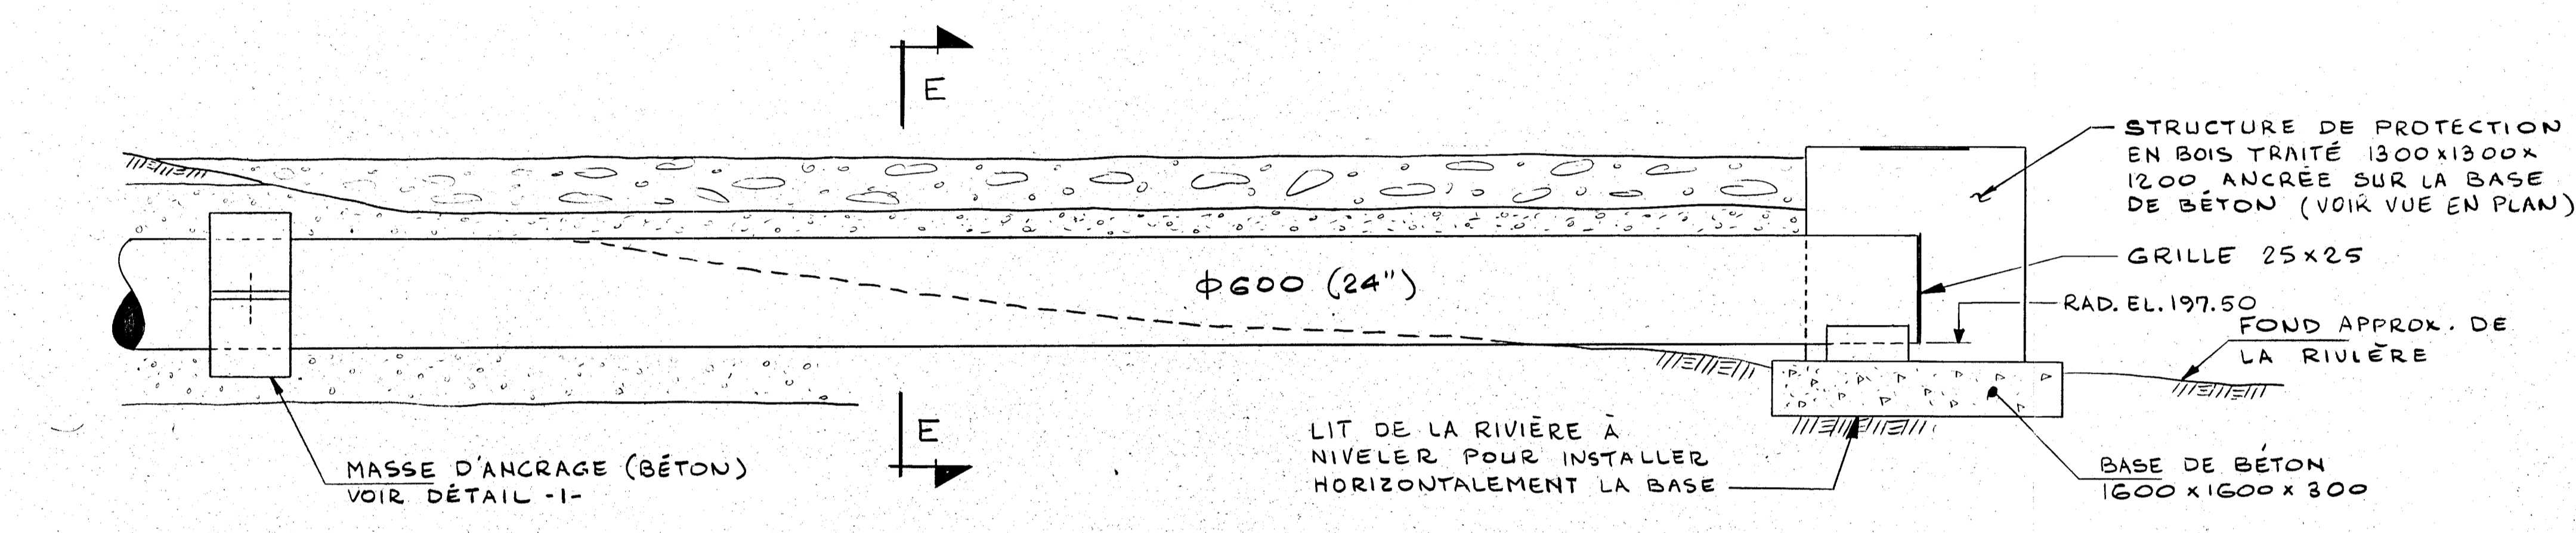 E
STRUCTURE DE PROTECTION
EN BOIS TRAITÉ 1300x1300x
1200 ANCRÉE SUR LA BASE
DE BÉTON (VOIR VUE EN PLAN)
GRILLE 25x25
ϕ600 (24")
RAD. EL. 197.50
FOND APPROX. DE
LA RIVIÈRE
E
LIT DE LA RIVIÈRE À
NIVELER POUR INSTALLER
HORIZONTALEMENT LA BASE
MASSE D'ANCRAGE (BÉTON)
VOIR DÉTAIL -1-
BASE DE BÉTON
1600 x 1600 x 300